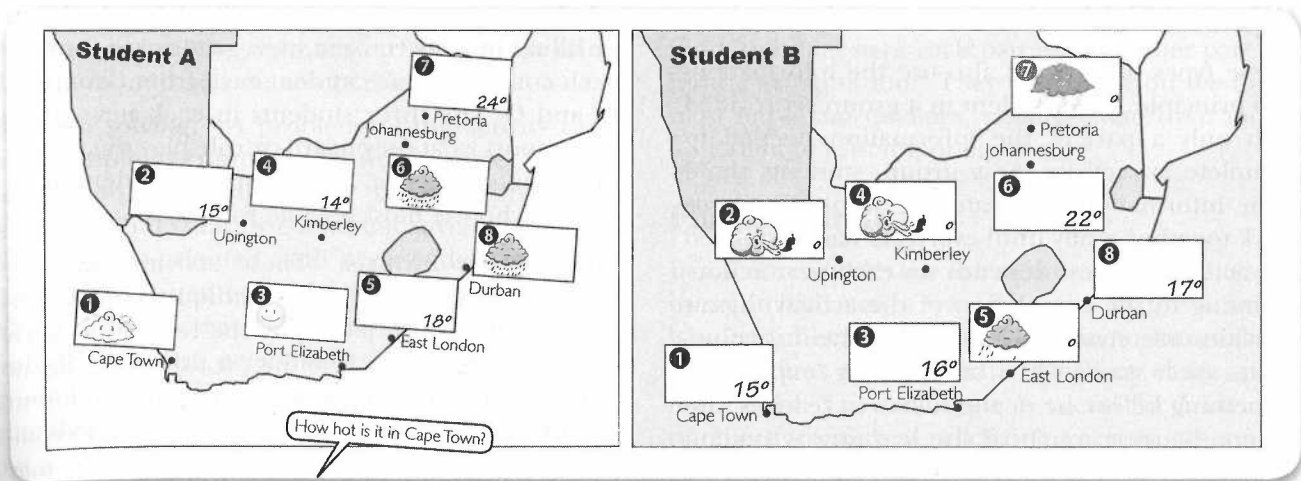 Student A
7
24°
Pretoria
Johannesburg
2
15°
Upington
4
14°
Kimberley
6
8
Durban
1
Cape Town
3
Port Elizabeth
5
18°
East London
How hot is it in Cape Town?
Student B
7
°
Pretoria
Johannesburg
2
°
Upington
4
°
Kimberley
6
22°
8
17°
Durban
1
15°
Cape Town
3
16°
Port Elizabeth
5
°
East London